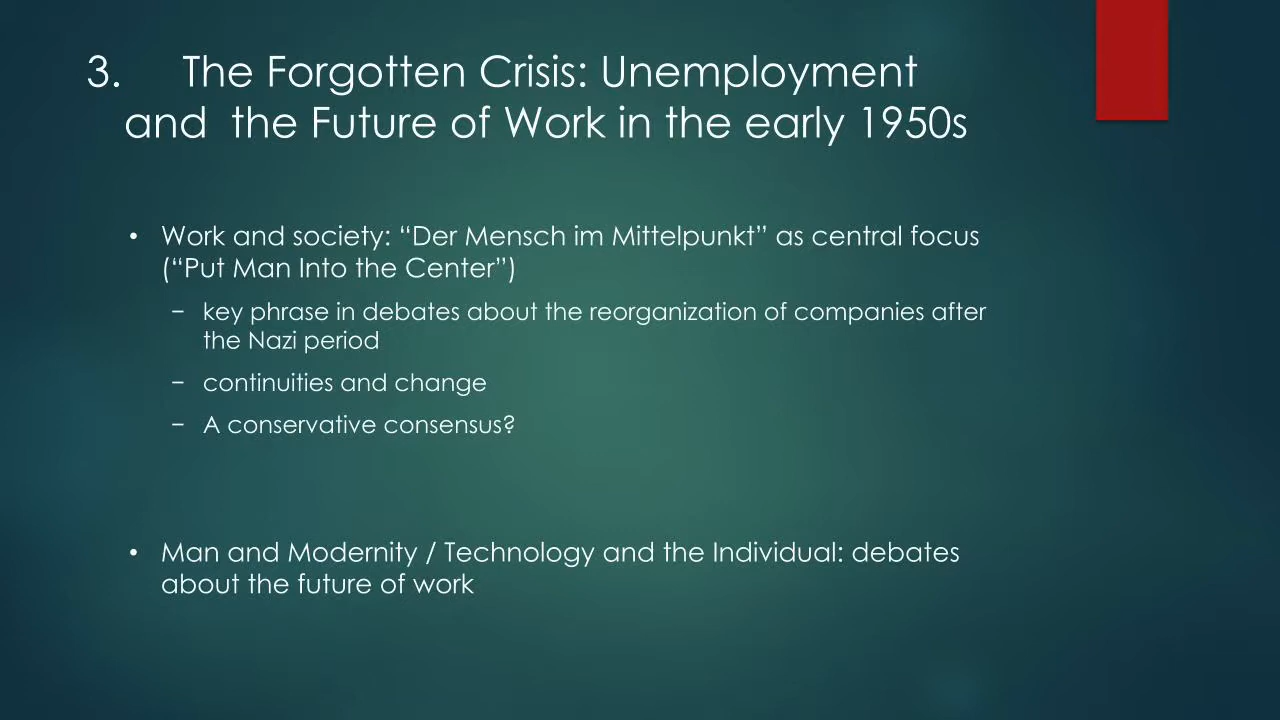 3. The Forgotten Crisis: Unemployment
and the Future of Work in the early 1950s
• Work and society: “Der Mensch im Mittelpunkt” as central focus
(“Put Man Into the Center”)
− key phrase in debates about the reorganization of companies after
the Nazi period
− continuities and change
− A conservative consensus?
• Man and Modernity / Technology and the Individual: debates
about the future of work